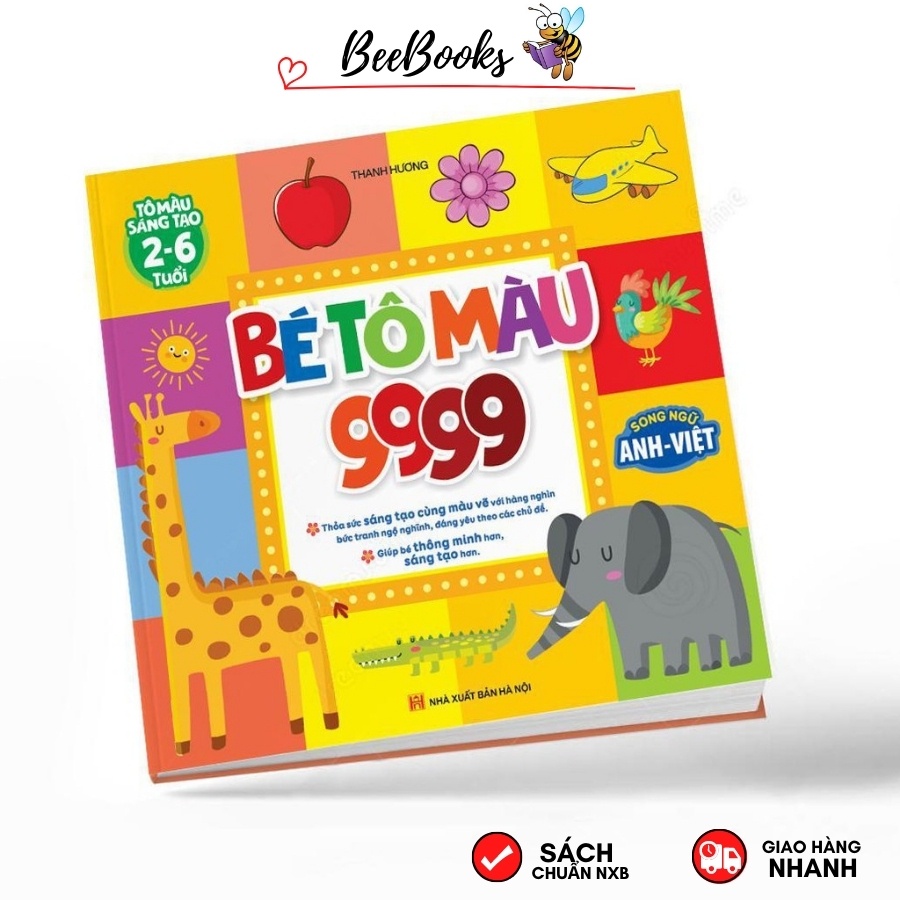 BeeBooks
THANH HƯƠNG
TÔ MÀU
SÁNG TẠO
2-6
TUỔI
BÉ TÔ MÀU
9999
SONG NGỮ
ANH-VIỆT
Thỏa sức sáng tạo cùng màu vẽ với hàng nghìn
bức tranh ngộ nghĩnh, đáng yêu theo các chủ đề.
Giúp bé thông minh hơn,
sáng tạo hơn.
NHÀ XUẤT BẢN HÀ NỘI
SÁCH
CHUẨN NXB
GIAO HÀNG
NHANH